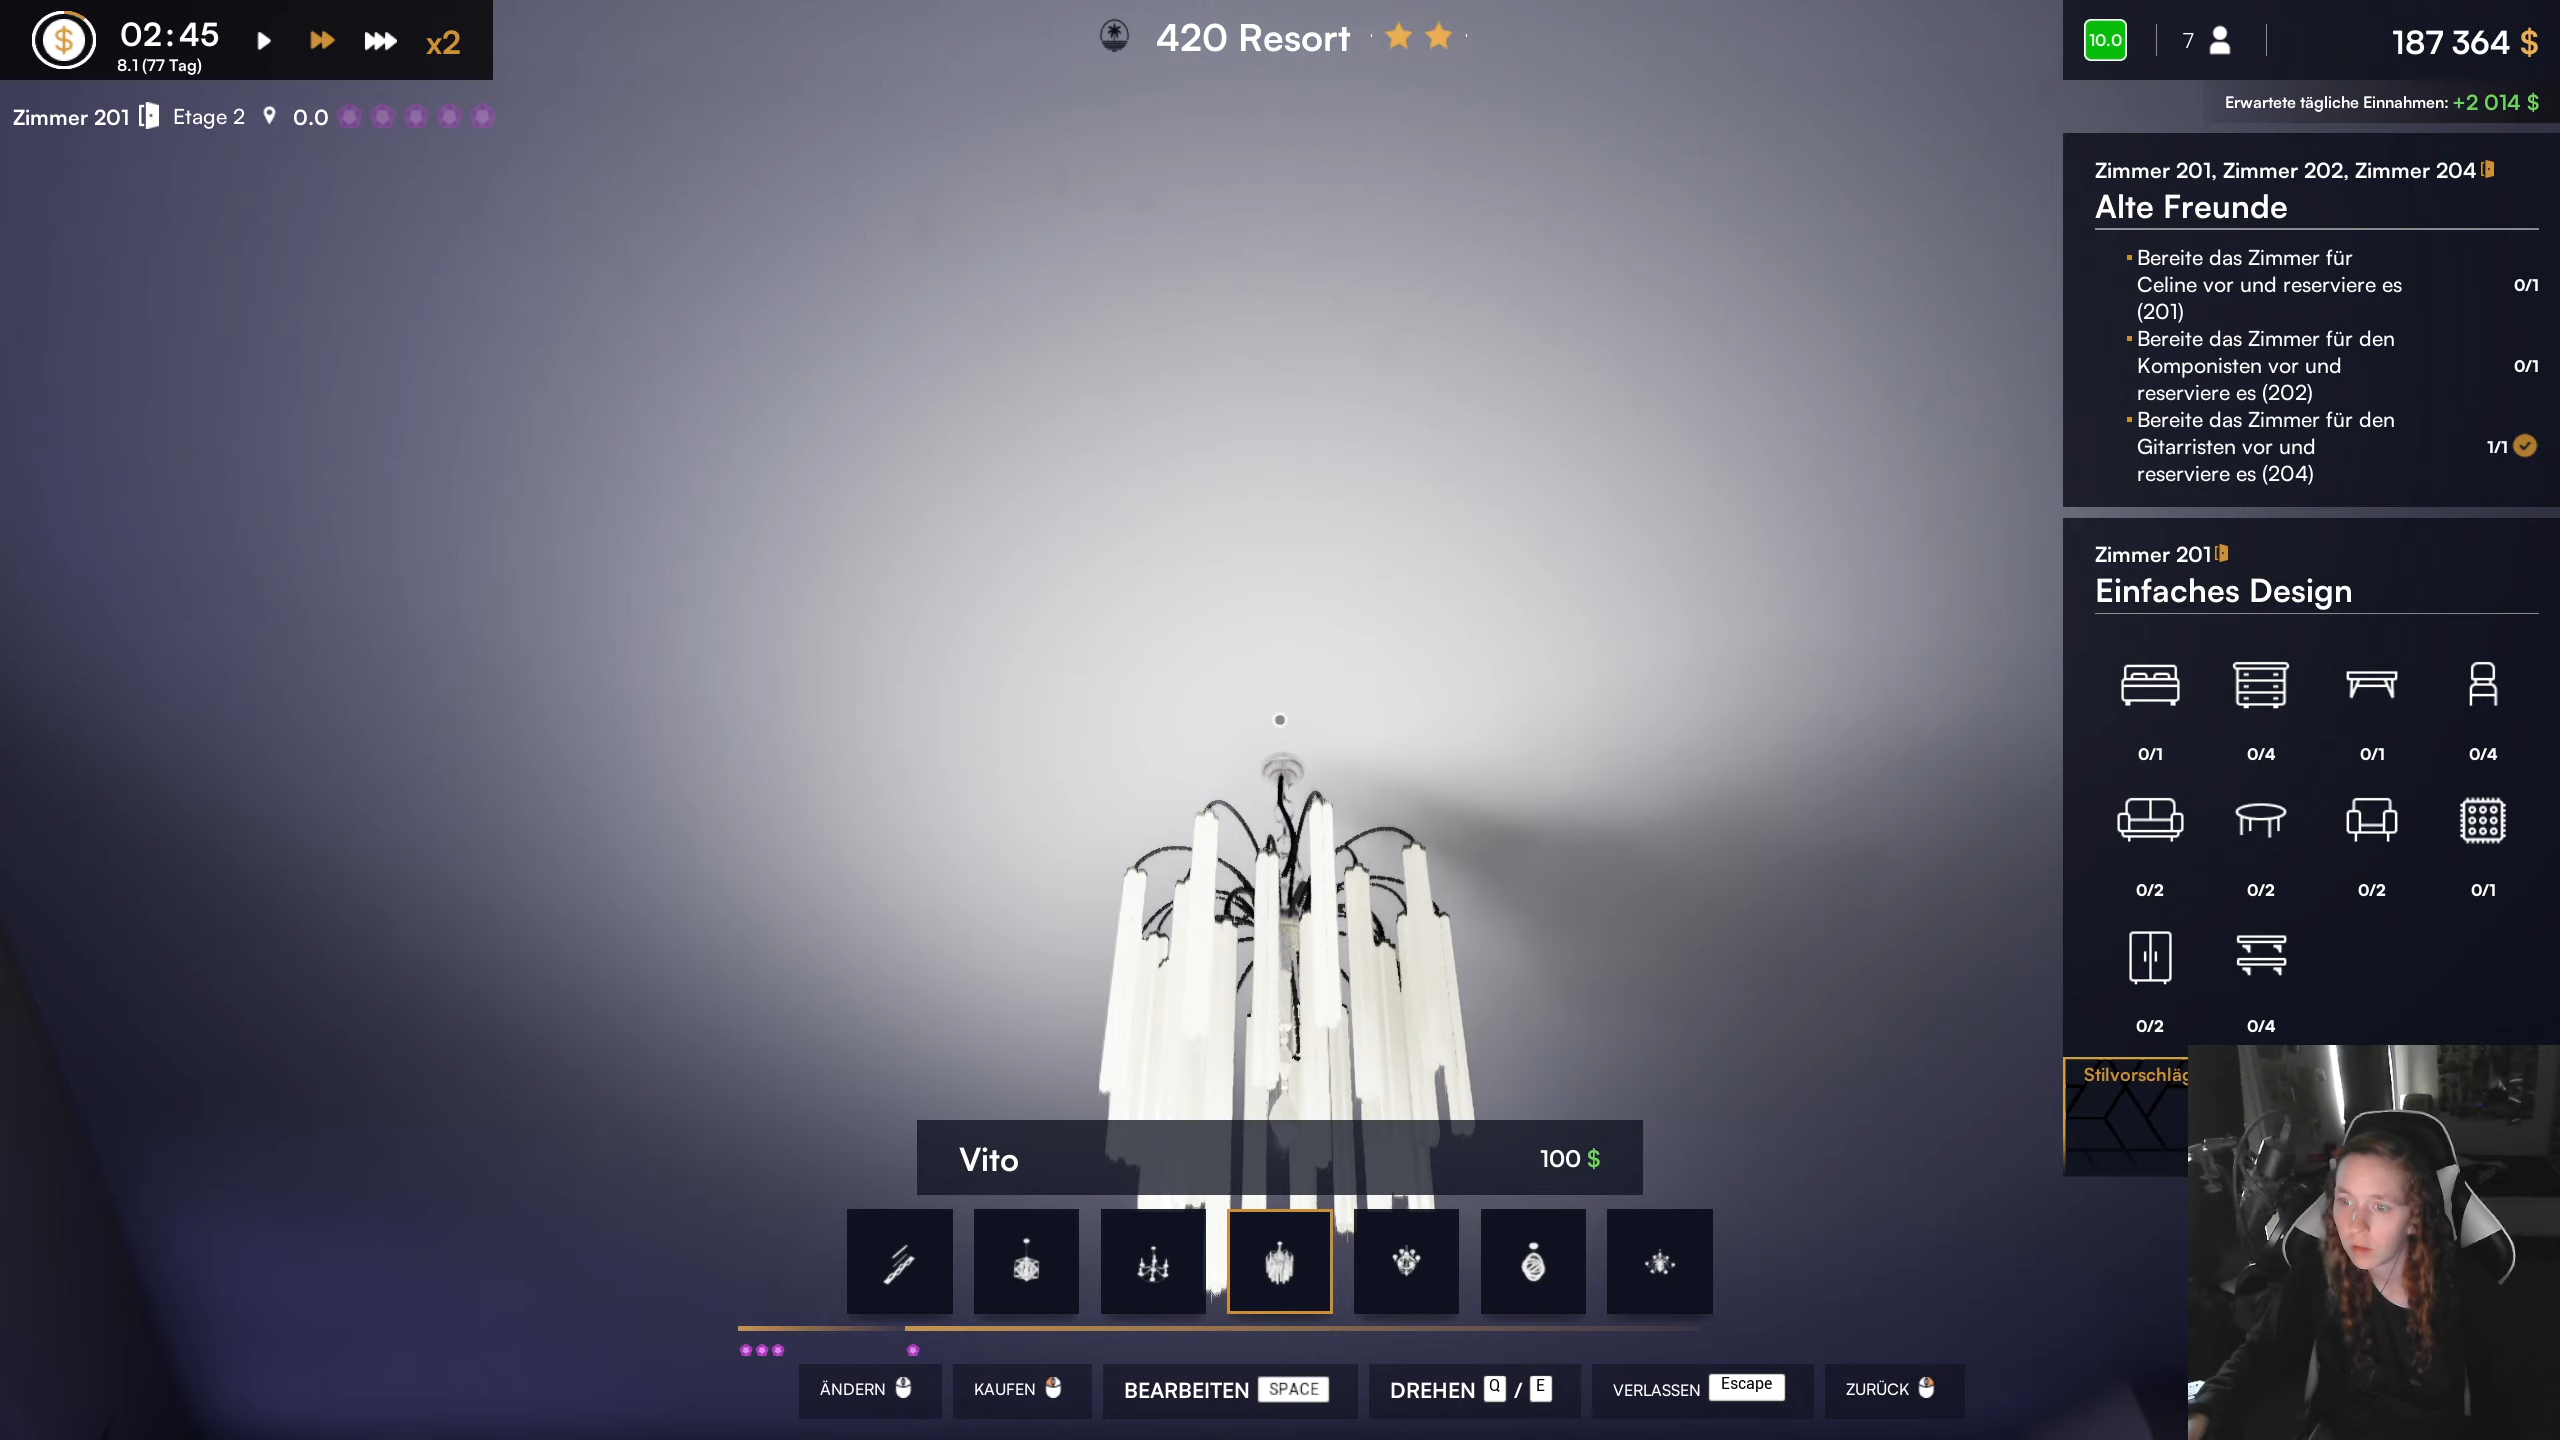 02:45
x2
8.1 (77 Tag)
420 Resort
10.0
7
187 364 $
Erwartete tägliche Einnahmen: +2 014 $
Zimmer 201 Etage 2 0.0
Zimmer 201, Zimmer 202, Zimmer 204
Alte Freunde
Bereite das Zimmer für
Celine vor und reserviere es
(201)
0/1
Bereite das Zimmer für den
Komponisten vor und
reserviere es (202)
0/1
Bereite das Zimmer für den
Gitarristen vor und
reserviere es (204)
1/1
Zimmer 201
Einfaches Design
0/1 0/4 0/1 0/4
0/2 0/2 0/2 0/1
0/2 0/4
Vito 100 $
ÄNDERN KAUFEN BEARBEITEN SPACE DREHEN Q / E VERLASSEN Escape ZURÜCK